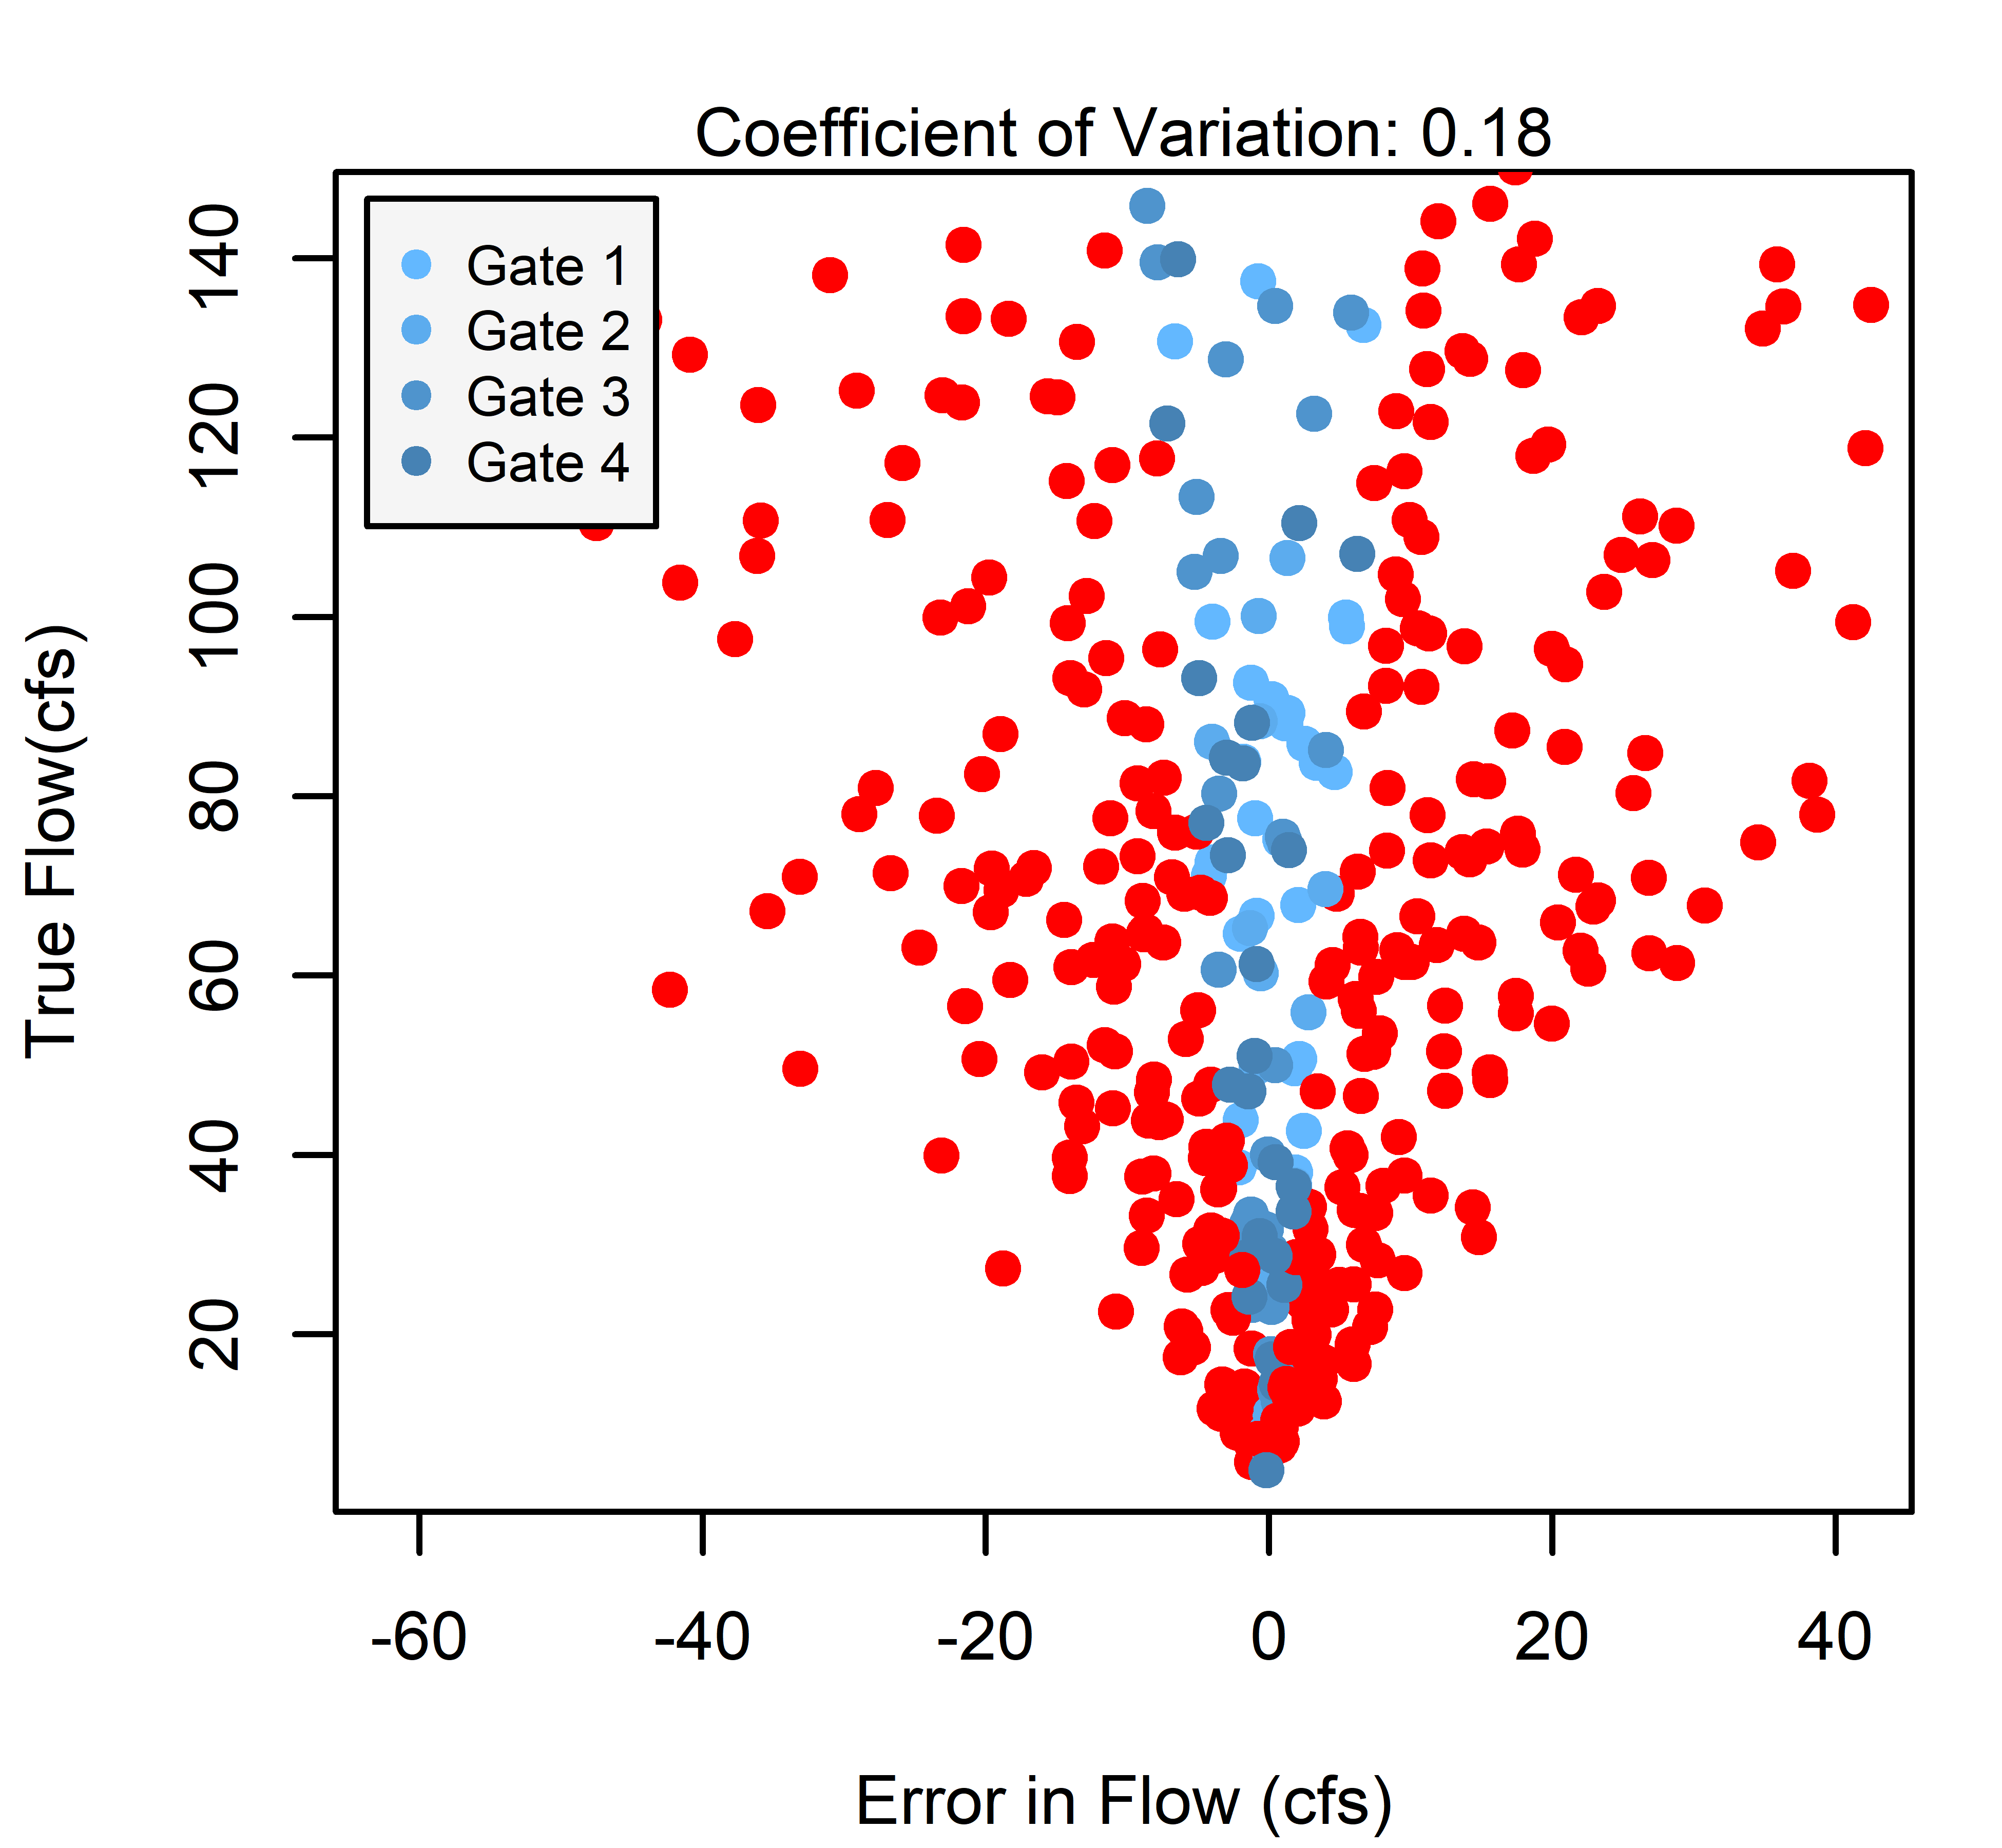 Coefficient of Variation: 0.18
Gate 1
Gate 2
Gate 3
Gate 4
True Flow(cfs)
140
120
100
80
60
40
20
-60 -40 -20 0 20 40
Error in Flow (cfs)